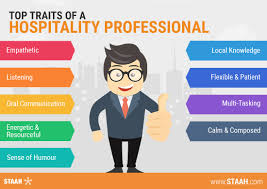 TOP TRAITS OF A
HOSPITALITY PROFESSIONAL
Empathetic
Listening
Oral Communication
Energetic &
Resourceful
Sense of Humour
Local Knowledge
Flexible & Patient
Multi-Tasking
Calm & Composed
STAAH
www.STAAH.com